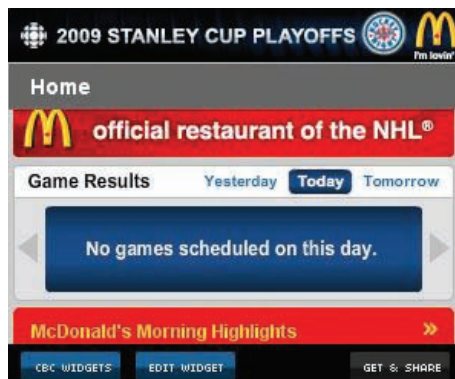 2009 STANLEY CUP PLAYOFFS
i'm lovin'
Home
official restaurant of the NHL®
Game Results Yesterday Today Tomorrow
No games scheduled on this day.
McDonald's Morning Highlights »
CBC WIDGETS EDIT WIDGET GET & SHARE